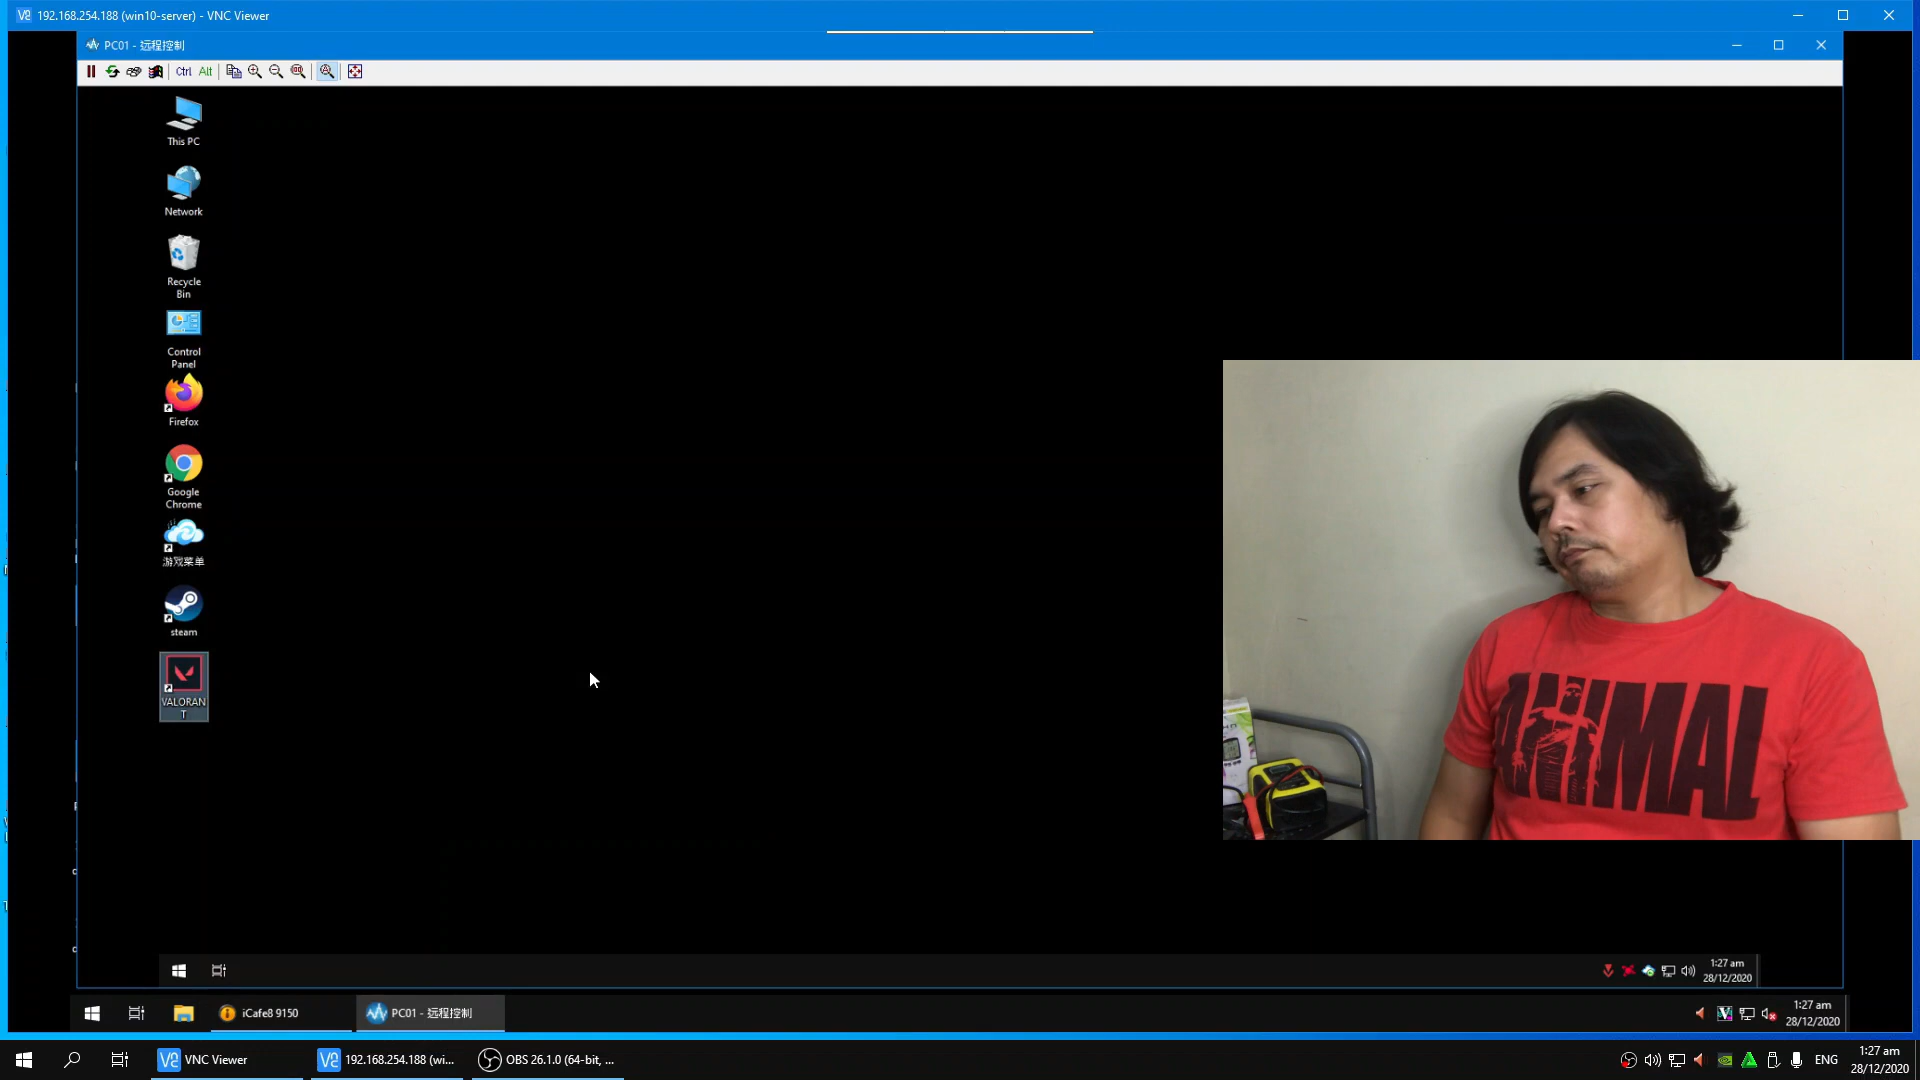 192.168.254.188 (win10-server) - VNC Viewer
PC01 - 远程控制
Ctrl Alt
This PC
Network
Recycle
Bin
Control
Panel
Firefox
Google
Chrome
游戏菜单
steam
VALORAN
T
ANIMAL
1:27 am
28/12/2020
iCafe8 9150
PC01 - 远程控制
1:27 am
28/12/2020
VNC Viewer
192.168.254.188 (wi...
OBS 26.1.0 (64-bit, ...
ENG
1:27 am
28/12/2020